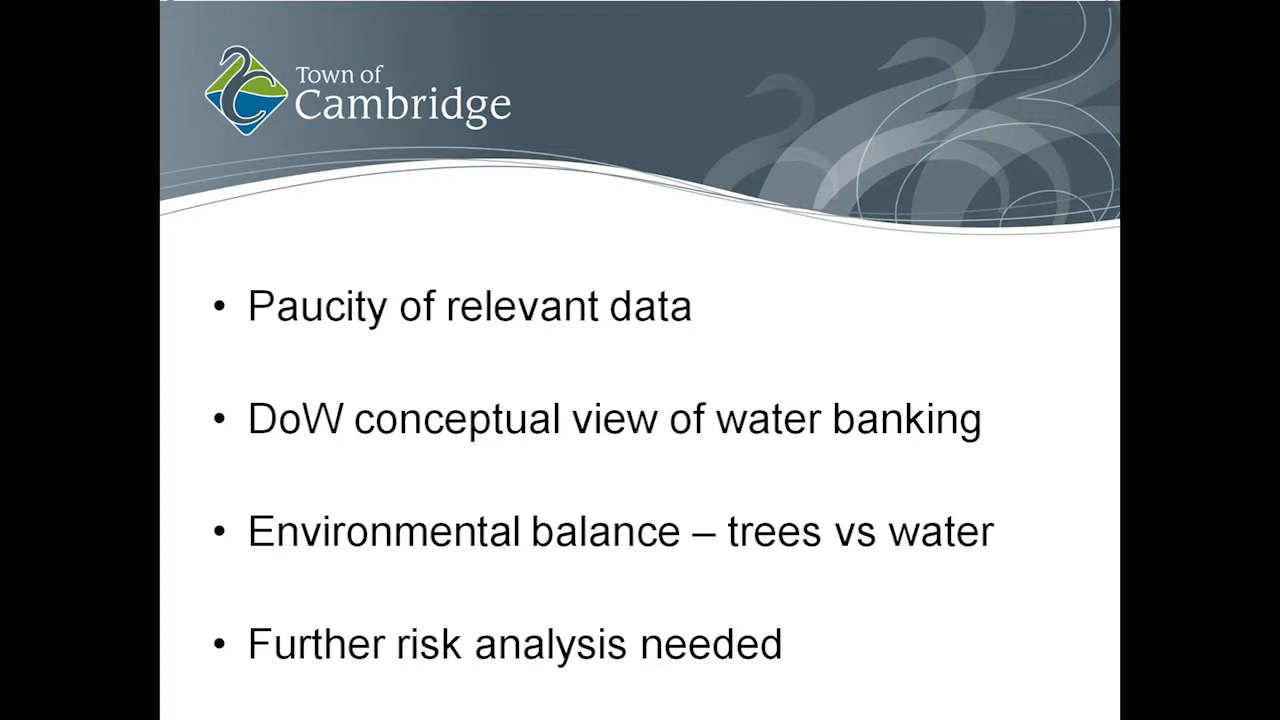 Town of
Cambridge
• Paucity of relevant data
• DoW conceptual view of water banking
• Environmental balance – trees vs water
• Further risk analysis needed